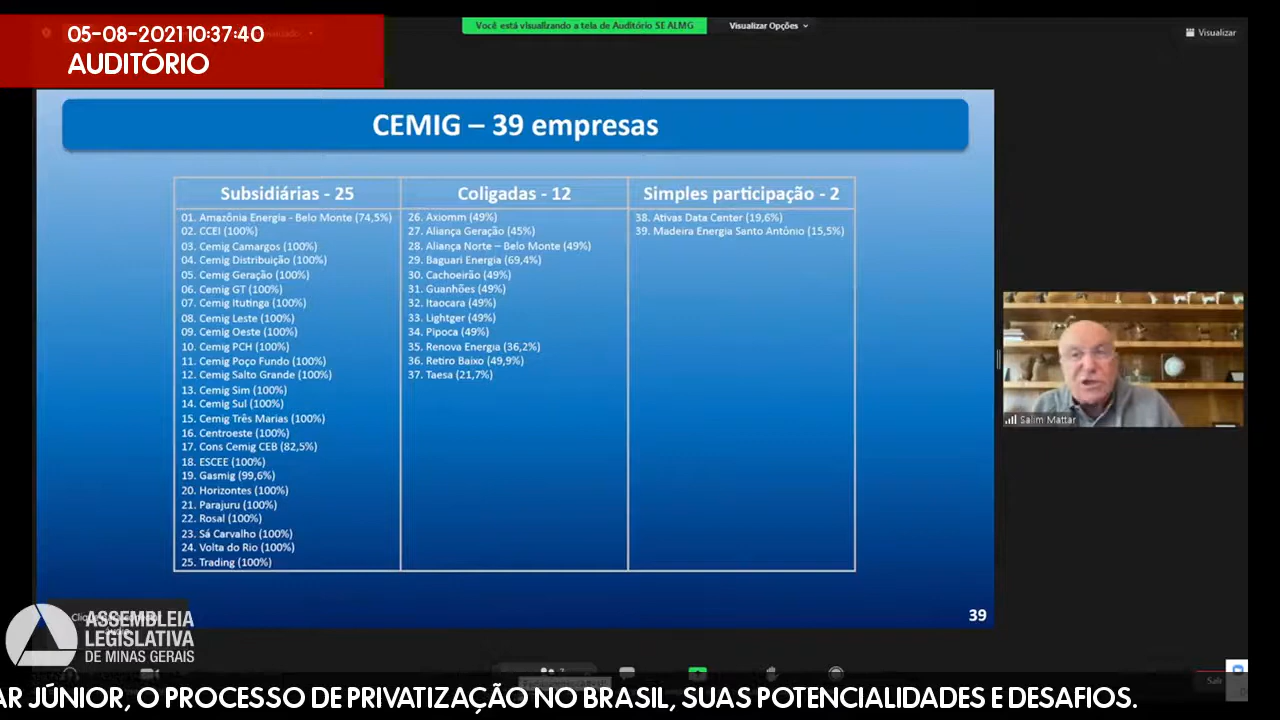 05-08-2021 10:37:40
AUDITÓRIO
Você está visualizando a tela de Auditório SE ALMG
Visualizar Opções
Visualizar
CEMIG – 39 empresas
Subsidiárias - 25
01. Amazônia Energia - Belo Monte (74,5%)
02. CCEI (100%)
03. Cemig Camargos (100%)
04. Cemig Distribuição (100%)
05. Cemig Geração (100%)
06. Cemig GT (100%)
07. Cemig Itutinga (100%)
08. Cemig Leste (100%)
09. Cemig Oeste (100%)
10. Cemig PCH (100%)
11. Cemig Poço Fundo (100%)
12. Cemig Salto Grande (100%)
13. Cemig Sim (100%)
14. Cemig Sul (100%)
15. Cemig Três Marias (100%)
16. Centroeste (100%)
17. Cons Cemig CEB (82,5%)
18. ESCEE (100%)
19. Gasmig (99,6%)
20. Horizontes (100%)
21. Parajuru (100%)
22. Rosal (100%)
23. Sá Carvalho (100%)
24. Volta do Rio (100%)
25. Trading (100%)
Coligadas - 12
26. Axiomm (49%)
27. Aliança Geração (45%)
28. Aliança Norte – Belo Monte (49%)
29. Baguari Energia (69,4%)
30. Cachoeirão (49%)
31. Guanhões (49%)
32. Itaocara (49%)
33. Lightger (49%)
34. Pipoca (49%)
35. Renova Energia (36,2%)
36. Retiro Baixo (49,9%)
37. Taesa (21,7%)
Simples participação - 2
38. Ativas Data Center (19,6%)
39. Madeira Energia Santo Antônio (15,5%)
Salim Mattar
39
ASSEMBLEIA
LEGISLATIVA
DE MINAS GERAIS
Sair
AR JÚNIOR, O PROCESSO DE PRIVATIZAÇÃO NO BRASIL, SUAS POTENCIALIDADES E DESAFIOS.